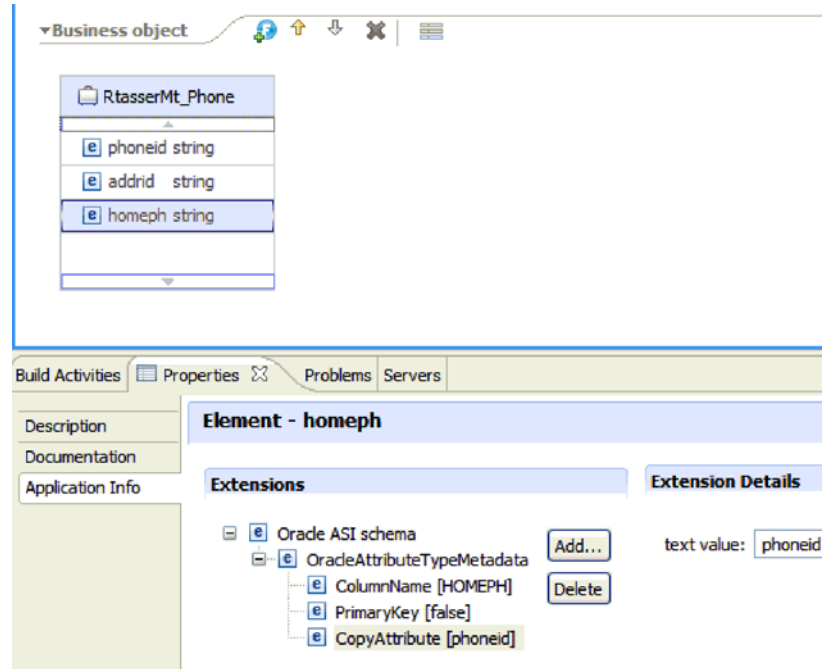 Business object
RtasserMt_Phone
phoneid string
addrid string
homeph string
Build Activities Properties Problems Servers
Description
Documentation
Application Info
Element - homeph
Extensions
Extension Details
Oracle ASI schema
OracleAttributeTypeMetadata
ColumnName [HOMEPH]
PrimaryKey [false]
CopyAttribute [phoneid]
Add...
Delete
text value: phoneid